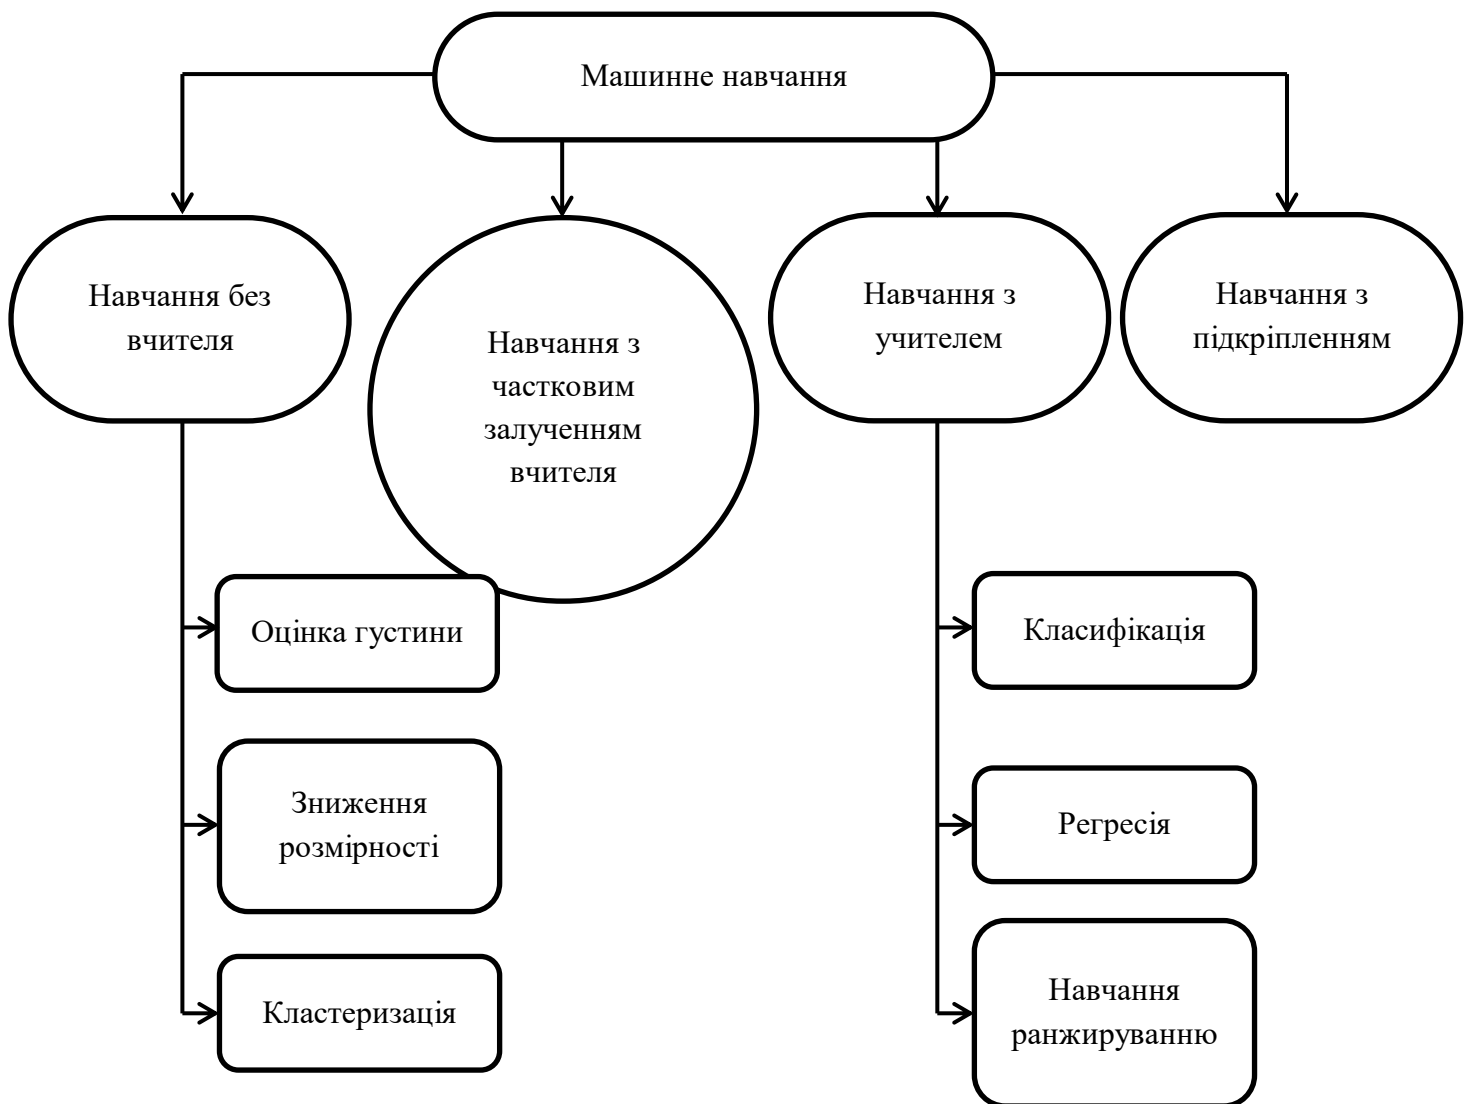 Машинне навчання
Навчання без
вчителя
Навчання з
частковим
залученням
вчителя
Навчання з
учителем
Навчання з
підкріпленням
Оцінка густини
Зниження
розмірності
Кластеризація
Класифікація
Регресія
Навчання
ранжируванню